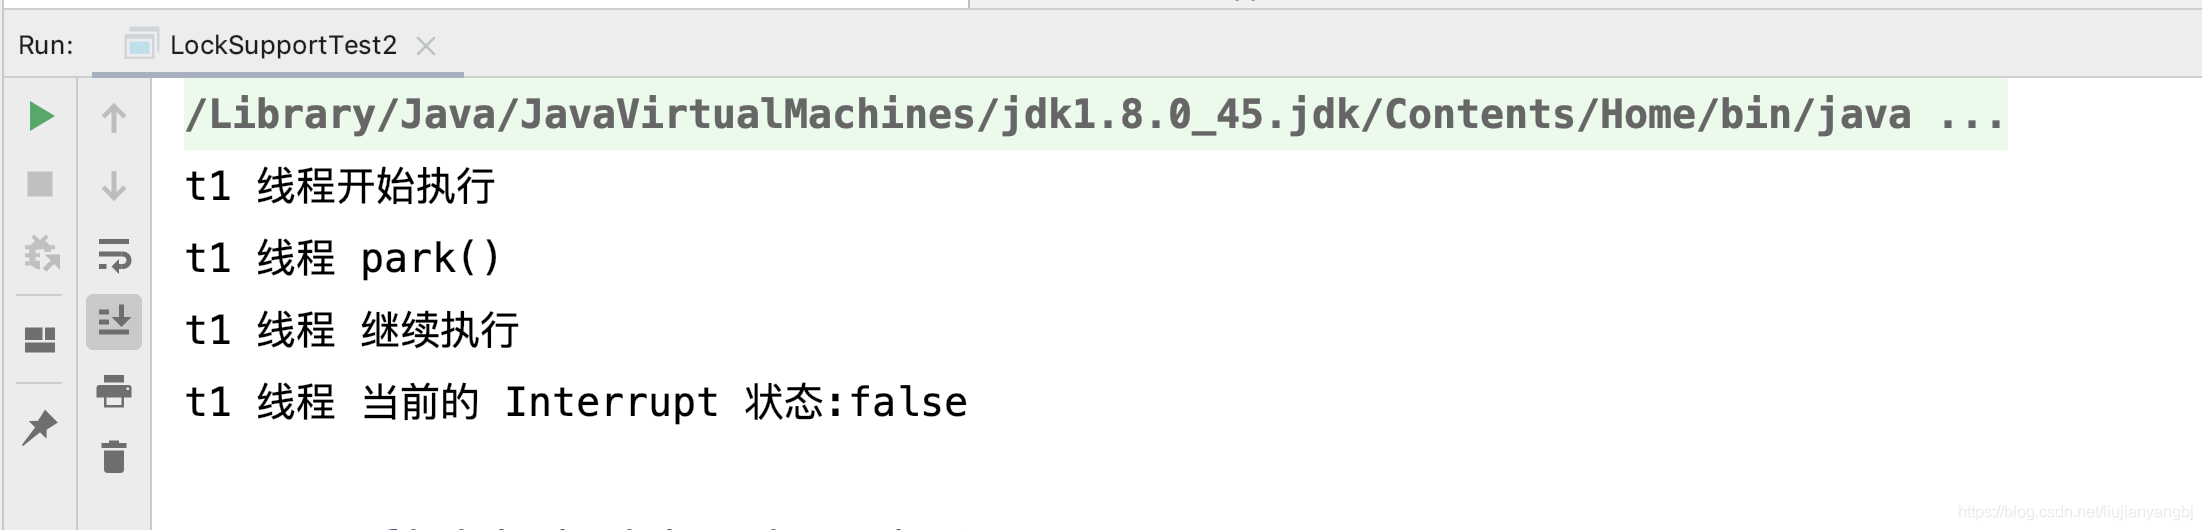 Run: LockSupportTest2
/Library/Java/JavaVirtualMachines/jdk1.8.0_45.jdk/Contents/Home/bin/java ...
t1 线程开始执行
t1 线程 park()
t1 线程 继续执行
t1 线程 当前的 Interrupt 状态:false
https://blog.csdn.net/liujianyangbj